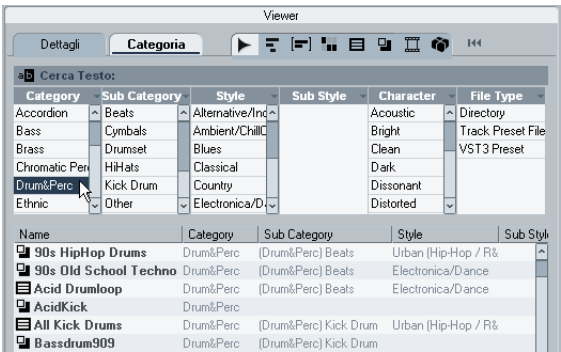 Viewer
Dettagli Categoria
ab Cerca Testo:
Category Sub Category Style Sub Style Character File Type
Accordion Beats Alternative/Ind Acoustic Directory
Bass Cymbals Ambient/ChillO Bright Track Preset File
Brass Drumset Blues Clean VST3 Preset
Chromatic Perc HiHats Classical Dark
Drum&Perc Kick Drum Country Dissonant
Ethnic Other Electronica/D Distorted
Name Category Sub Category Style Sub Style
90s HipHop Drums Drum&Perc (Drum&Perc) Beats Urban (Hip-Hop / R&
90s Old School Techno Drum&Perc (Drum&Perc) Beats Electronica/Dance
Acid Drumloop Drum&Perc (Drum&Perc) Beats Electronica/Dance
AcidKick Drum&Perc
All Kick Drums Drum&Perc (Drum&Perc) Kick Drum Urban (Hip-Hop / R&
Bassdrum909 Drum&Perc (Drum&Perc) Kick Drum